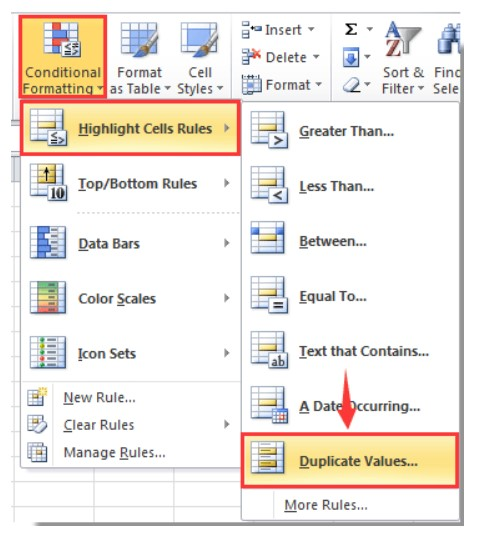 Insert
Delete
Format
Σ
Conditional Formatting
Format as Table
Cell Styles
Sort & Filter
Highlight Cells Rules
Top/Bottom Rules
Data Bars
Color Scales
Icon Sets
New Rule...
Clear Rules
Manage Rules...
Greater Than...
Less Than...
Between...
Equal To...
Text that Contains...
A Date Occurring...
Duplicate Values...
More Rules...